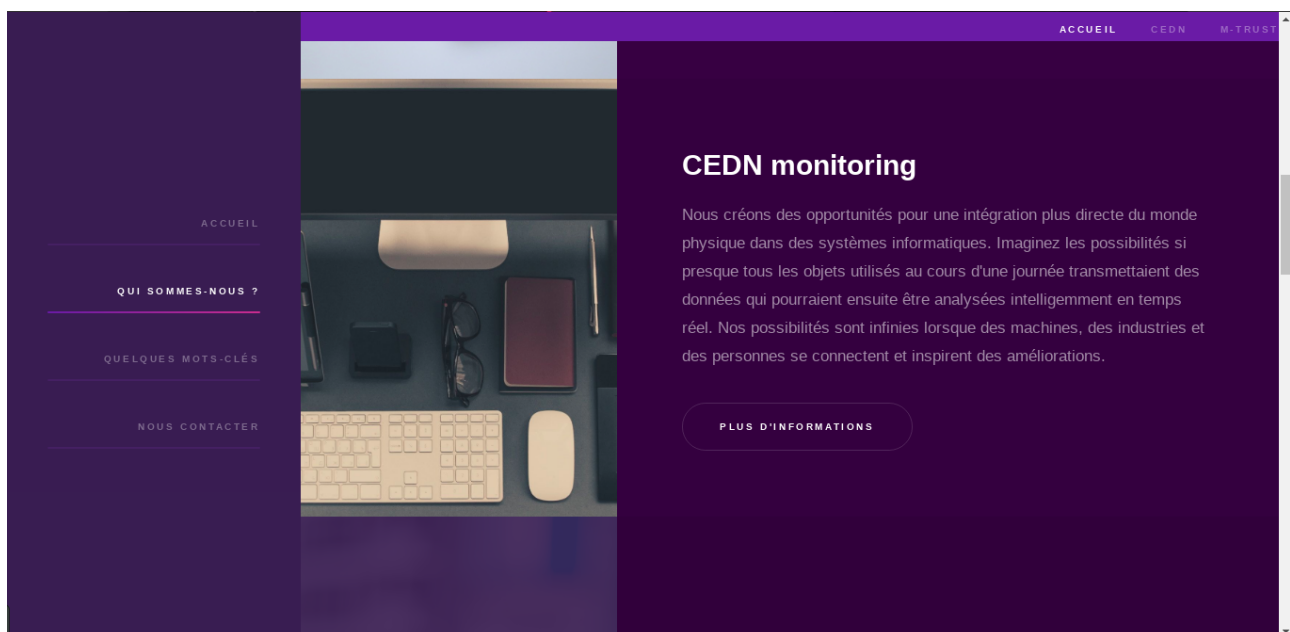 ACCUEIL
CEDN
M-TRUST
ACCUEIL
QUI SOMMES-NOUS ?
QUELQUES MOTS-CLÉS
NOUS CONTACTER
CEDN monitoring
Nous créons des opportunités pour une intégration plus directe du monde
physique dans des systèmes informatiques. Imaginez les possibilités si
presque tous les objets utilisés au cours d'une journée transmettaient des
données qui pourraient ensuite être analysées intelligemment en temps
réel. Nos possibilités sont infinies lorsque des machines, des industries et
des personnes se connectent et inspirent des améliorations.
PLUS D'INFORMATIONS